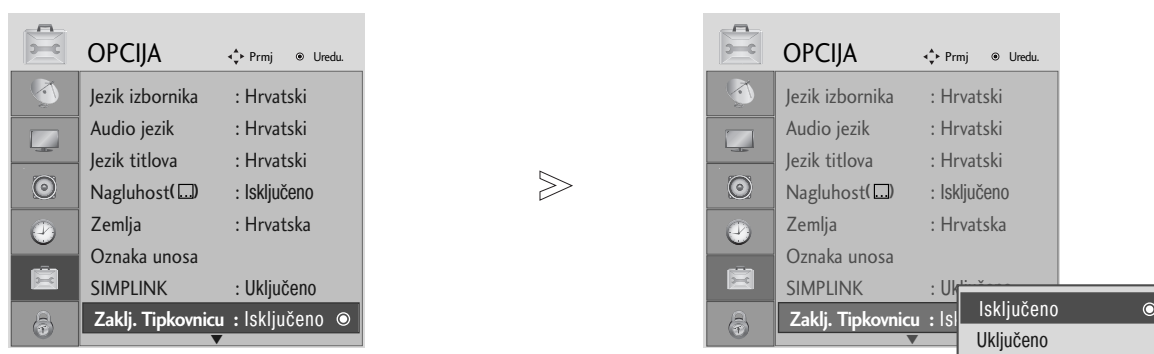 OPCIJA Prmj Uredu.
Jezik izbornika : Hrvatski
Audio jezik : Hrvatski
Jezik titlova : Hrvatski
Nagluhost( ) : Isključeno
Zemlja : Hrvatska
Oznaka unosa
SIMPLINK : Uključeno
Zaklj. Tipkovnicu : Isključeno
OPCIJA Prmj Uredu.
Jezik izbornika : Hrvatski
Audio jezik : Hrvatski
Jezik titlova : Hrvatski
Nagluhost( ) : Isključeno
Zemlja : Hrvatska
Oznaka unosa
SIMPLINK :
Zaklj. Tipkovnicu : Isl
Isključeno
Uključeno